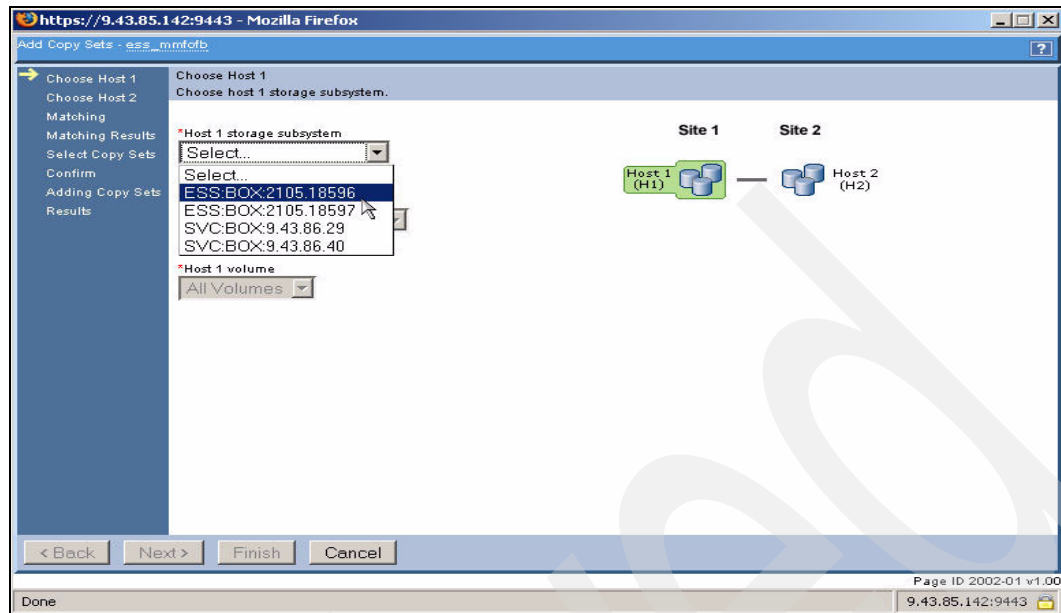 https://9.43.85.142:9443 - Mozilla Firefox
Add Copy Sets - ess_mmfofb
?
Choose Host 1
Choose Host 2
Matching
Matching Results
Select Copy Sets
Confirm
Adding Copy Sets
Results
Choose Host 1
Choose host 1 storage subsystem.
*Host 1 storage subsystem
Select...
Select...
ESS:BOX:2105.18596
ESS:BOX:2105.18597
SVC:BOX:9.43.86.29
SVC:BOX:9.43.86.40
*Host 1 volume
All Volumes
Site 1 Site 2
Host 1
(H1)
Host 2
(H2)
< Back Next > Finish Cancel
Page ID 2002-01 v1.00
Done 9.43.85.142:9443